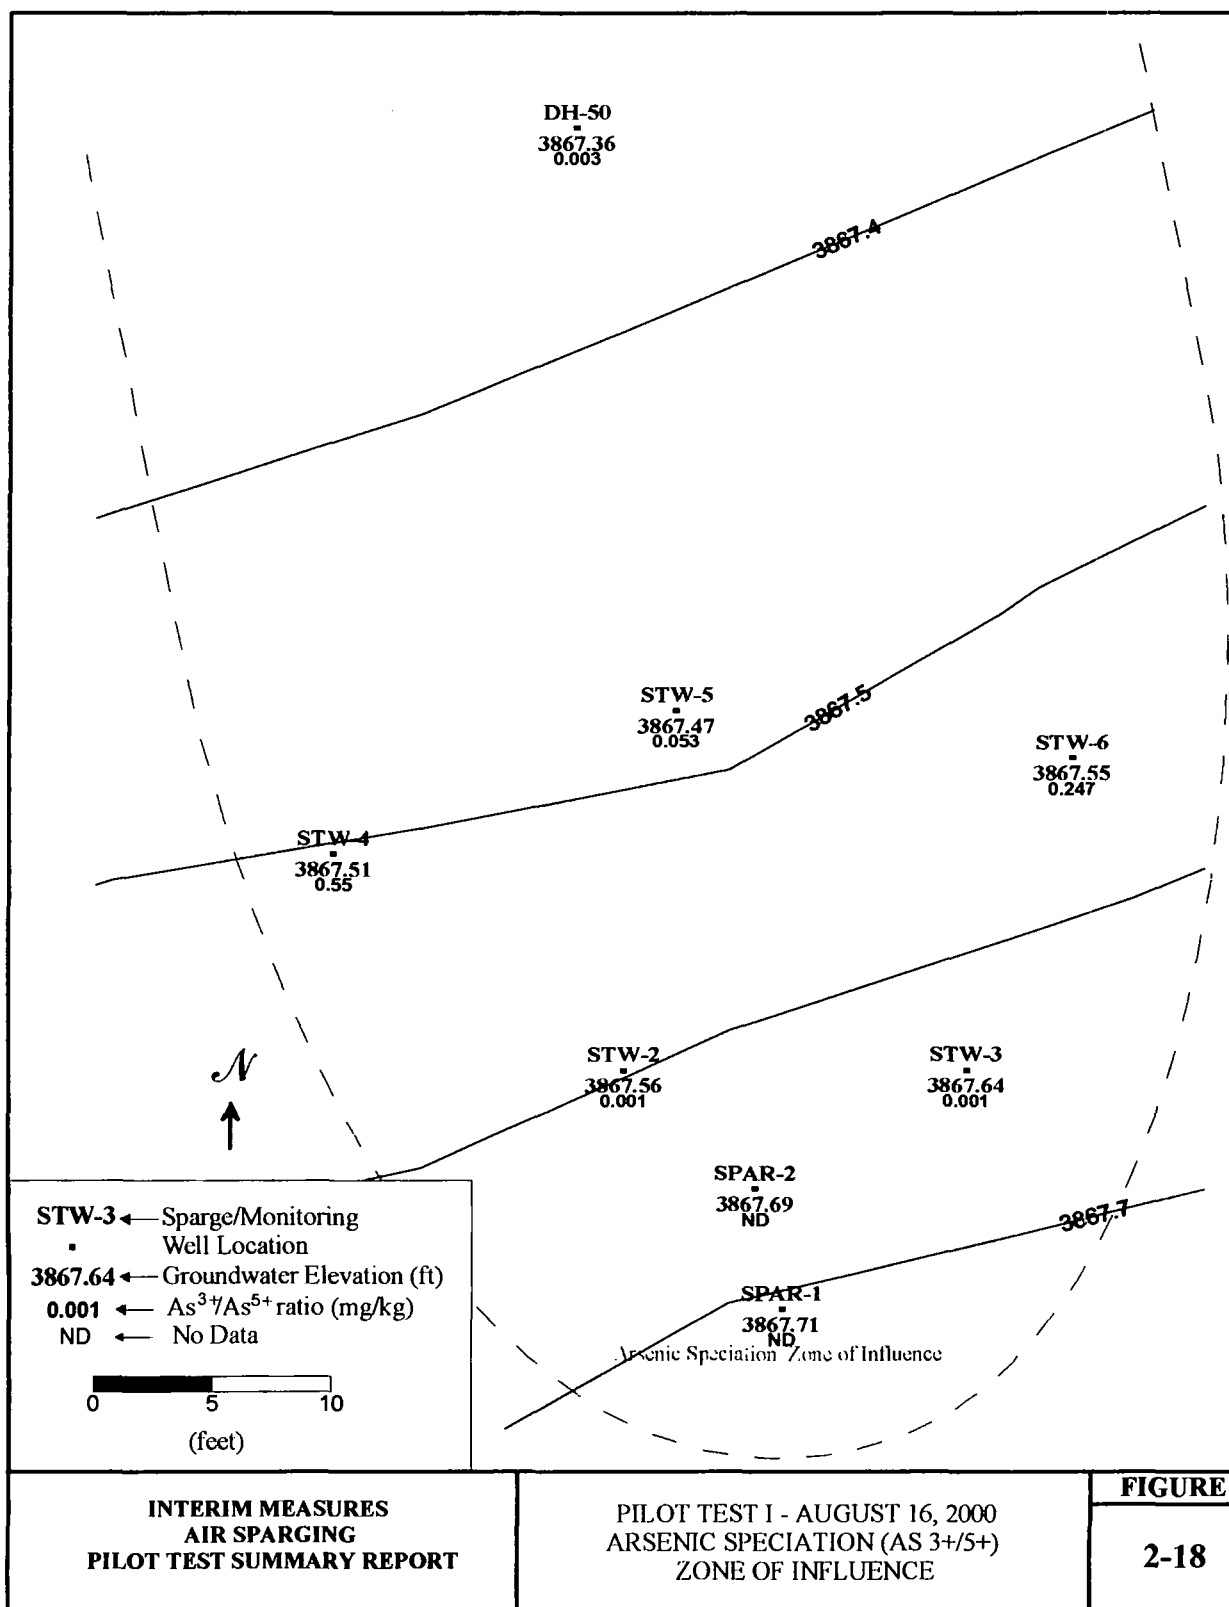 DH-50
3867.36
0.003
3867.4
STW-5
3867.47
0.053
3867.5
STW-6
3867.55
0.247
STW-4
3867.51
0.55
N
STW-2
3867.56
0.001
STW-3
3867.64
0.001
SPAR-2
3867.69
ND
3867.7
SPAR-1
3867.71
ND
Arsenic Speciation Zone of Influence
STW-3 Sparge/Monitoring
Well Location
3867.64 Groundwater Elevation (ft)
0.001 As3+/As5+ ratio (mg/kg)
ND No Data
0 5 10
(feet)
INTERIM MEASURES
AIR SPARGING
PILOT TEST SUMMARY REPORT
PILOT TEST I - AUGUST 16, 2000
ARSENIC SPECIATION (AS 3+/5+)
ZONE OF INFLUENCE
FIGURE
2-18